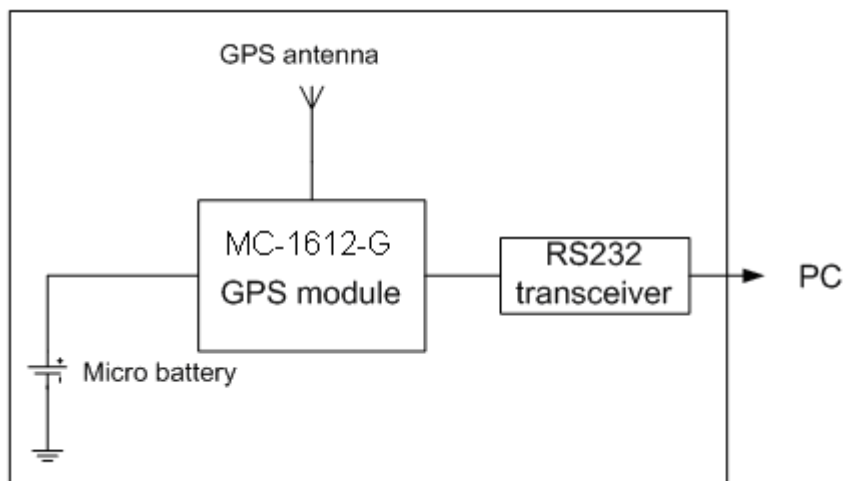 GPS antenna
MC-1612-G
GPS module
RS232
transceiver
PC
Micro battery